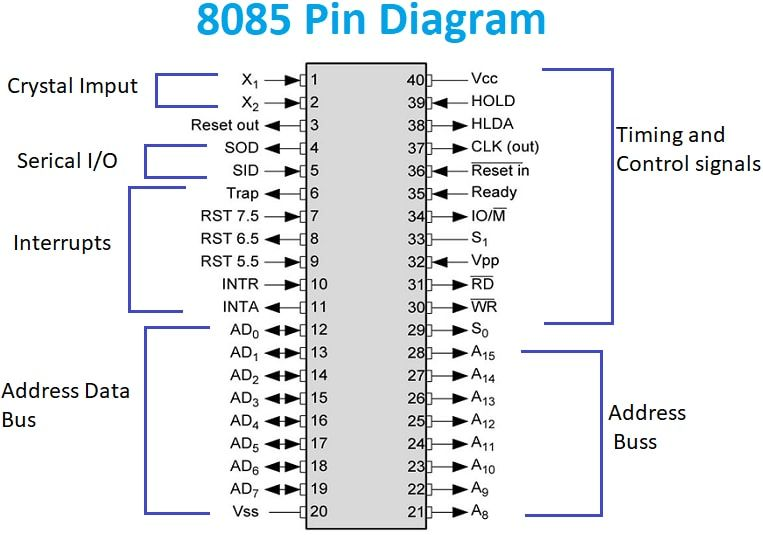 8085 Pin Diagram
Crystal Imput
Serical I/O
Interrupts
Address Data
Bus
X1 1
X2 2
Reset out 3
SOD 4
SID 5
Trap 6
RST 7.5 7
RST 6.5 8
RST 5.5 9
INTR 10
INTA 11
AD0 12
AD1 13
AD2 14
AD3 15
AD4 16
AD5 17
AD6 18
AD7 19
Vss 20
40 Vcc
39 HOLD
38 HLDA
37 CLK (out)
36 R̅e̅s̅e̅t̅ i̅n̅
35 Ready
34 IO/M̅
33 S1
32 Vpp
31 R̅D̅
30 W̅R̅
29 S0
28 A15
27 A14
26 A13
25 A12
24 A11
23 A10
22 A9
21 A8
Timing and
Control signals
Address
Buss